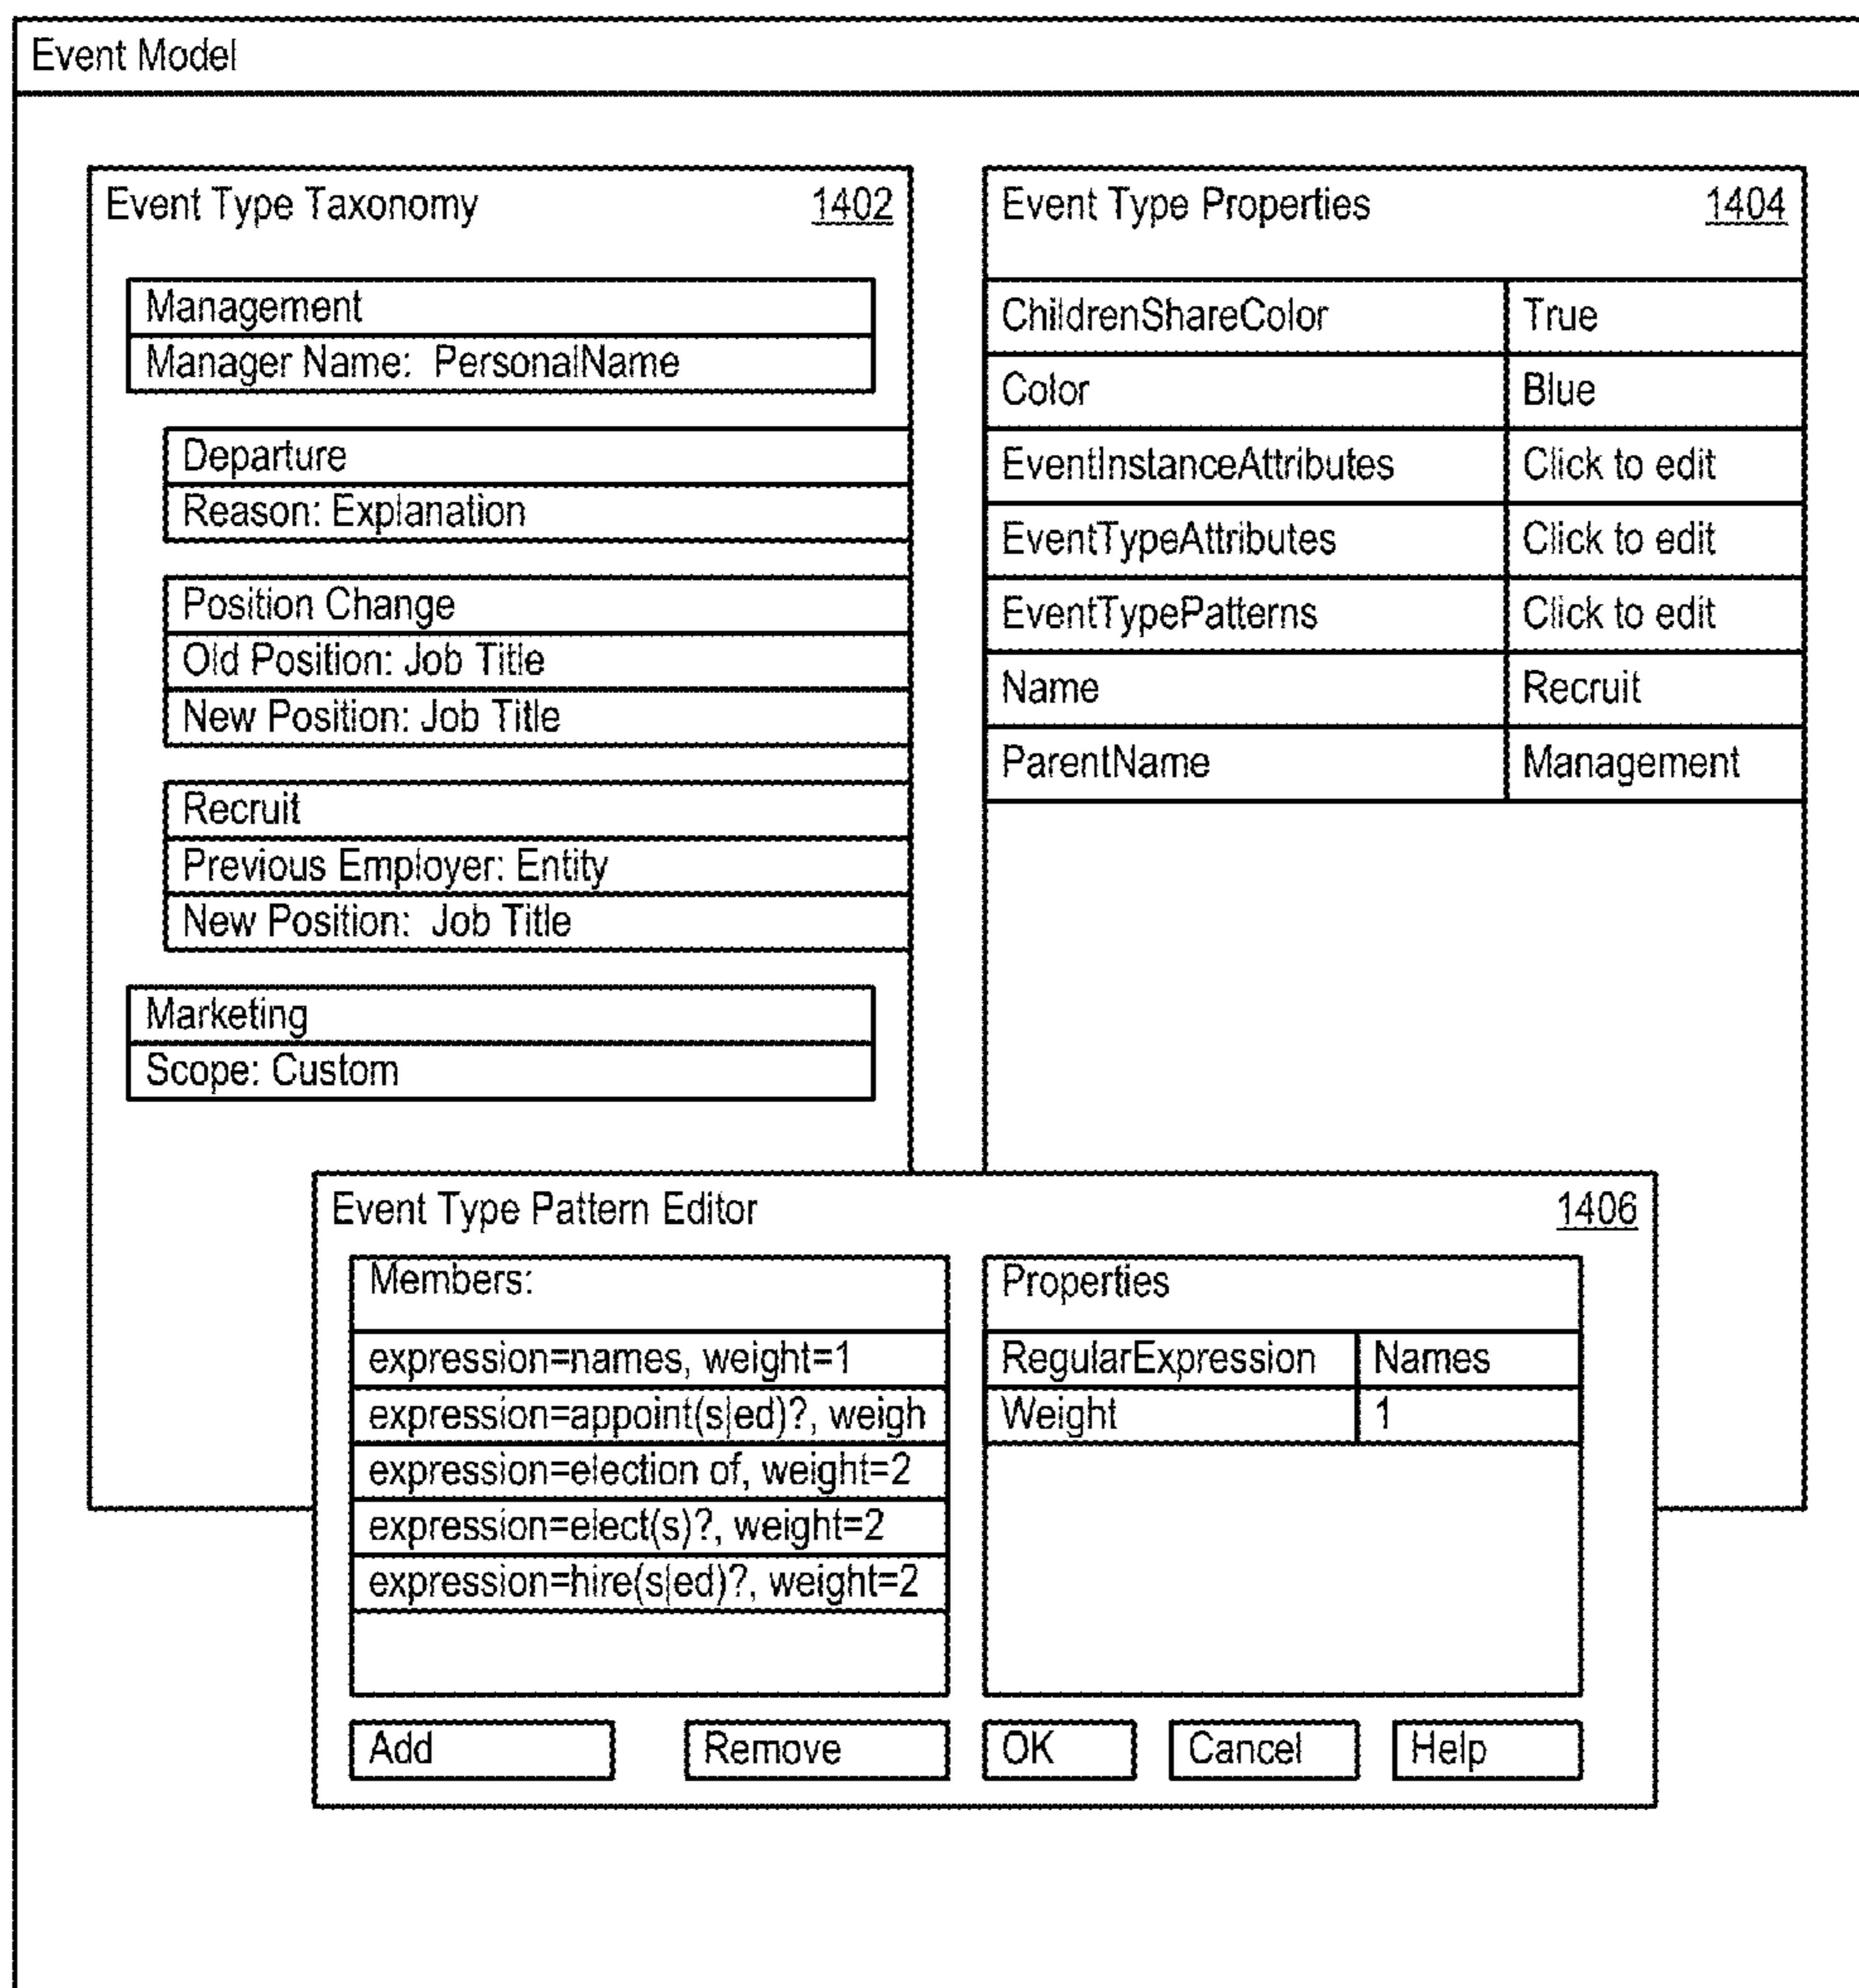 Event Model
Event Type Taxonomy 1402
Management
Manager Name: PersonalName
Departure
Reason: Explanation
Position Change
Old Position: Job Title
New Position: Job Title
Recruit
Previous Employer: Entity
New Position: Job Title
Marketing
Scope: Custom
Event Type Properties 1404
ChildrenShareColor True
Color Blue
EventInstanceAttributes Click to edit
EventTypeAttributes Click to edit
EventTypePatterns Click to edit
Name Recruit
ParentName Management
Event Type Pattern Editor 1406
Members:
expression=names, weight=1
expression=appoint(s|ed)?, weigh
expression=election of, weight=2
expression=elect(s)?, weight=2
expression=hire(s|ed)?, weight=2
Properties
RegularExpression Names
Weight 1
Add Remove OK Cancel Help